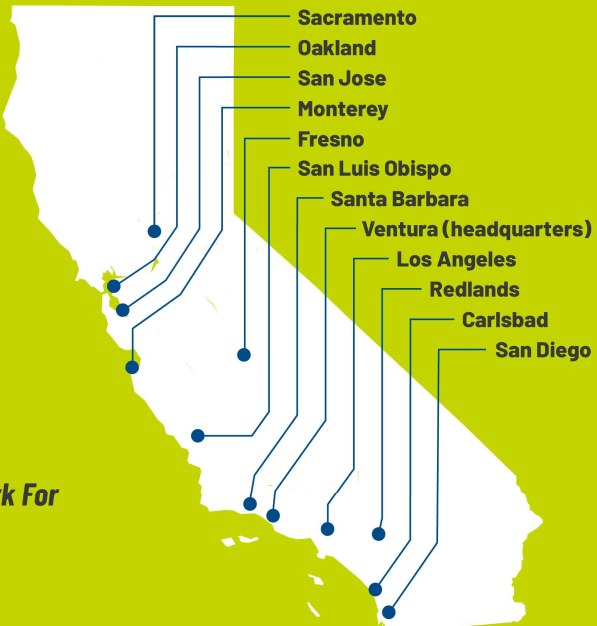 Sacramento
Oakland
San Jose
Monterey
Fresno
San Luis Obispo
Santa Barbara
Ventura (headquarters)
Los Angeles
Redlands
Carlsbad
San Diego
For